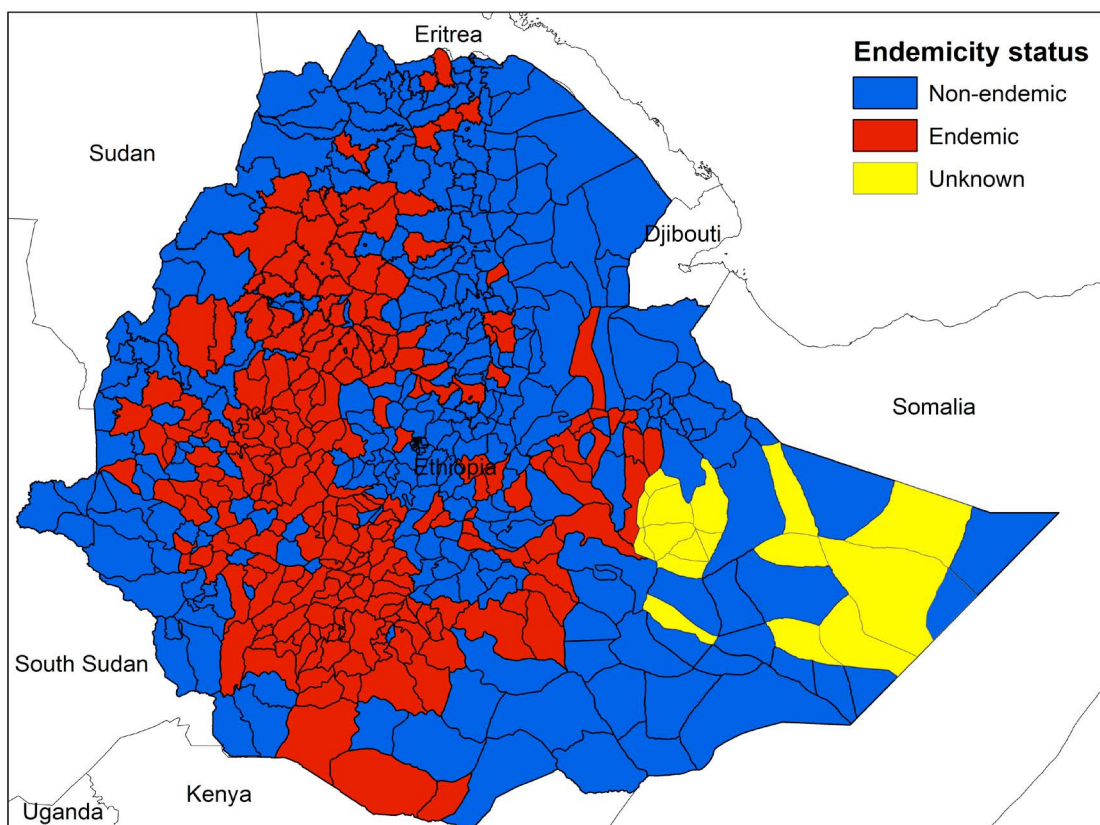 Eritrea
Endemicity status
Non-endemic
Endemic
Unknown
Sudan
Djibouti
Somalia
Ethiopia
South Sudan
Kenya
Uganda